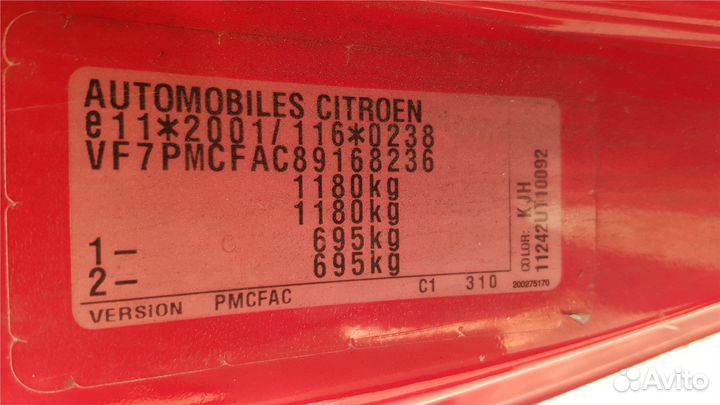 AUTOMOBILES CITROEN
e11*2001/116*0238
VF7PMCFAC89168236
1180kg
1180kg
1- 695kg
2- 695kg
VERSION PMCFAC C1 310
COLOR: KJH
11242UT10092
200275170
Avito